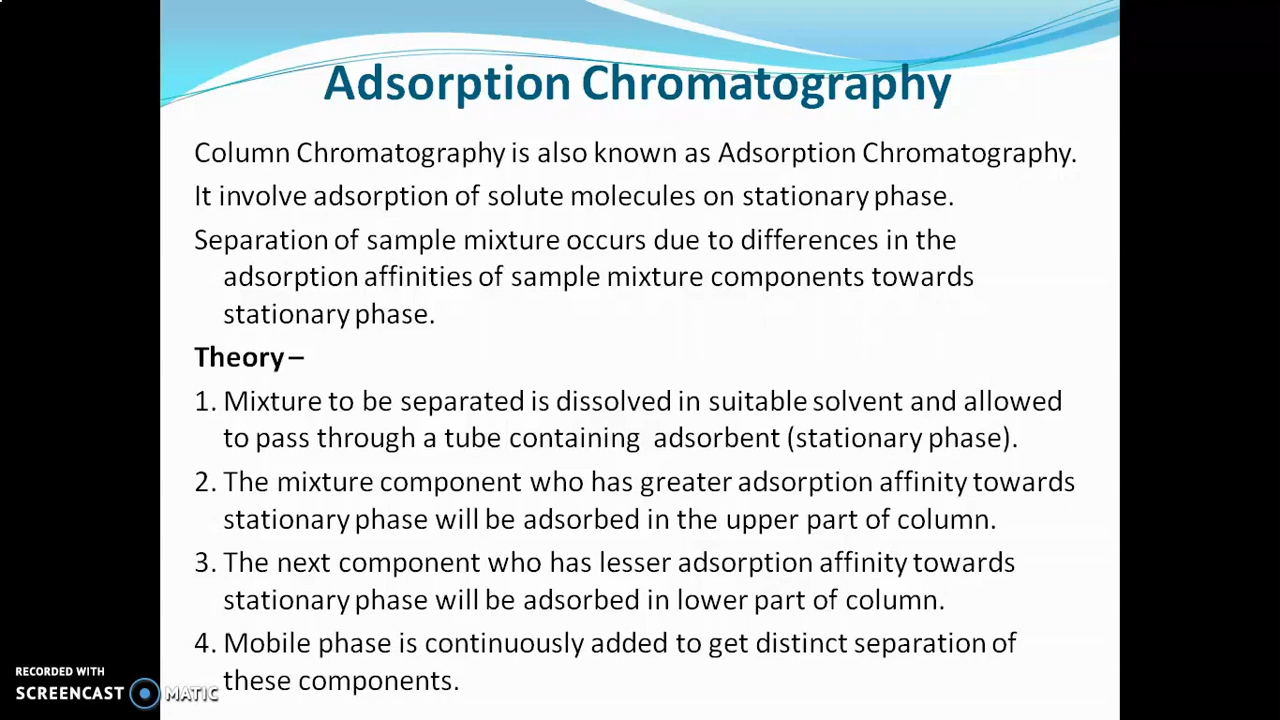 Adsorption Chromatography
Column Chromatography is also known as Adsorption Chromatography.
It involve adsorption of solute molecules on stationary phase.
Separation of sample mixture occurs due to differences in the
adsorption affinities of sample mixture components towards
stationary phase.
Theory –
1. Mixture to be separated is dissolved in suitable solvent and allowed
to pass through a tube containing adsorbent (stationary phase).
2. The mixture component who has greater adsorption affinity towards
stationary phase will be adsorbed in the upper part of column.
3. The next component who has lesser adsorption affinity towards
stationary phase will be adsorbed in lower part of column.
4. Mobile phase is continuously added to get distinct separation of
these components.
RECORDED WITH
SCREENCAST MATIC